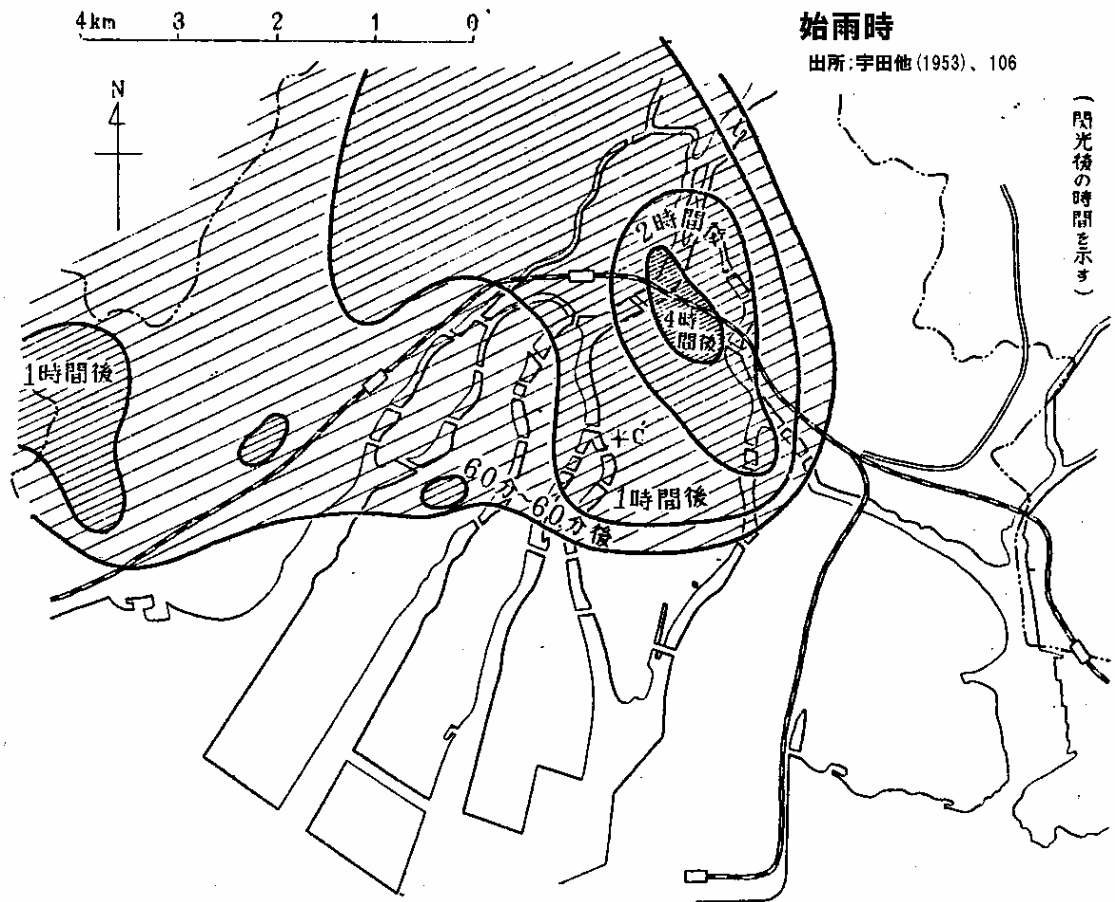 4km 3 2 1 0
始雨時
出所:宇田他(1953)、106
N
(閃光後の時間を示す)
2時間後
4時
間後
1時間後
+C
40分~60分後
1時間後